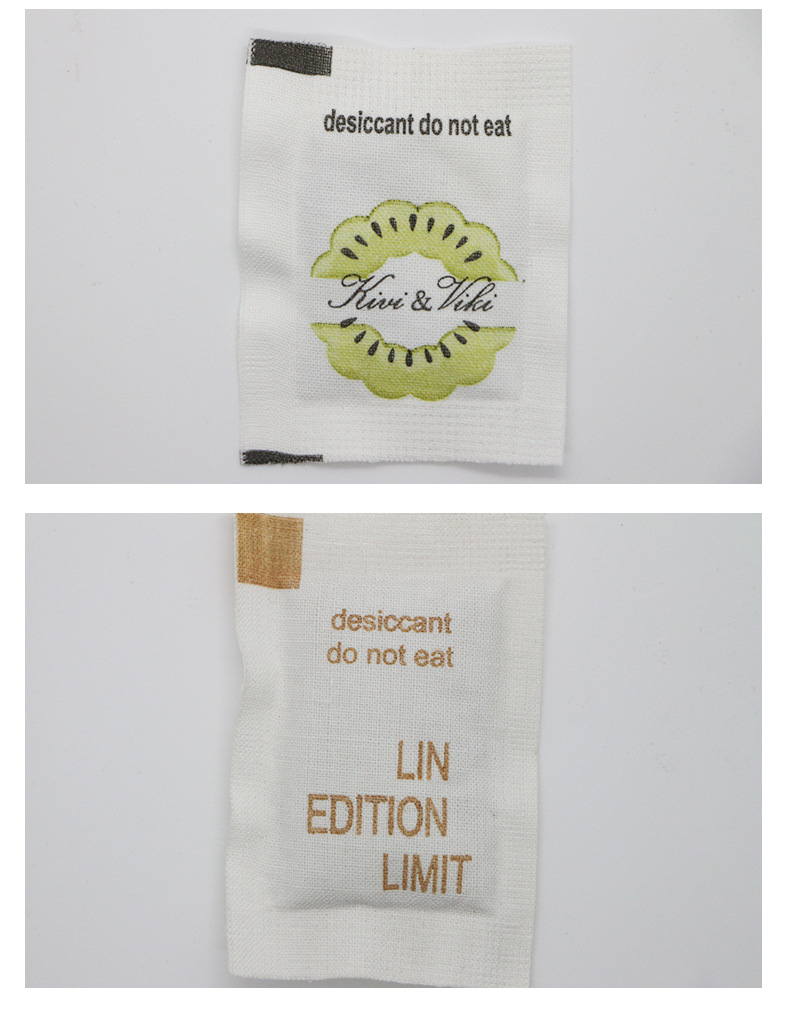 desiccant do not eat
Kivi & Viki
desiccant
do not eat
LIN
EDITION
LIMIT